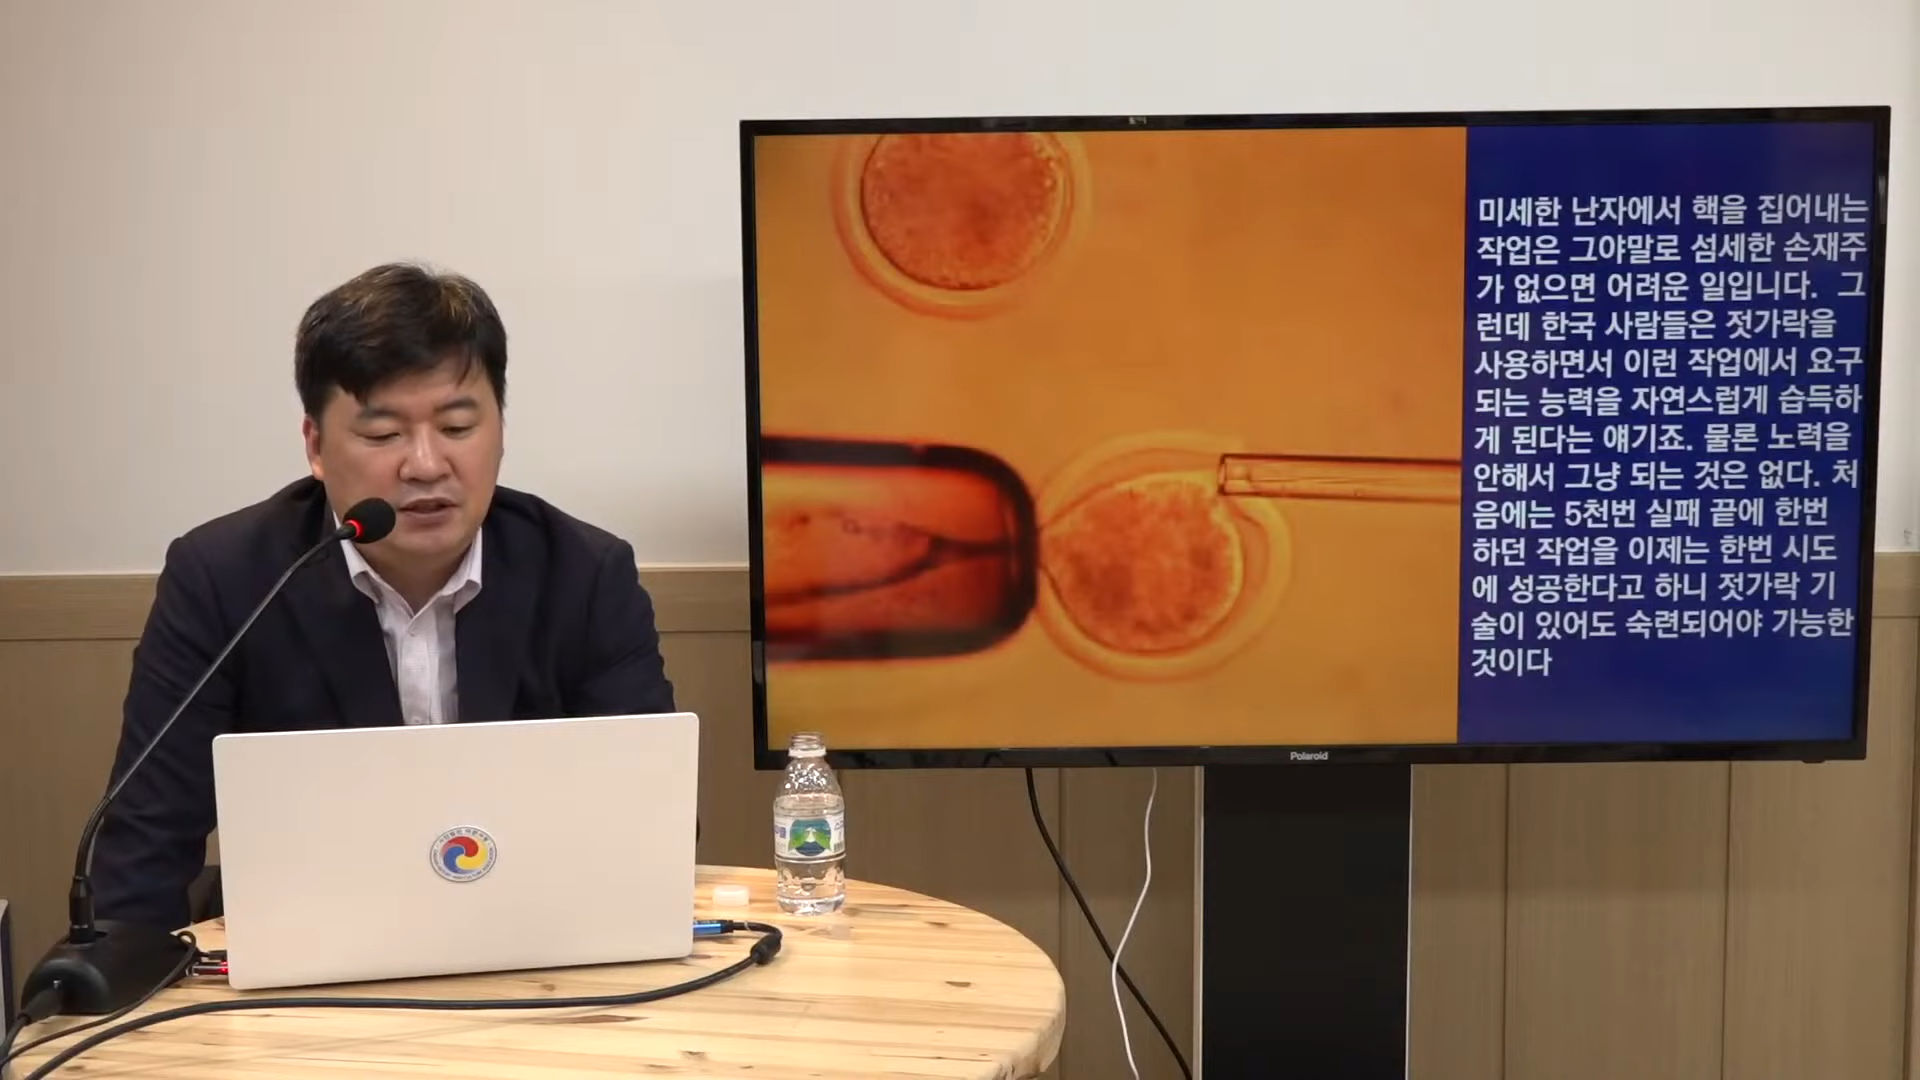 미세한 난자에서 핵을 집어내는
작업은 그야말로 섬세한 손재주
가 없으면 어려운 일입니다. 그
런데 한국 사람들은 젓가락을
사용하면서 이런 작업에서 요구
되는 능력을 자연스럽게 습득하
게 된다는 얘기죠. 물론 노력을
안해서 그냥 되는 것은 없다. 처
음에는 5천번 실패 끝에 한번
하던 작업을 이제는 한번 시도
에 성공한다고 하니 젓가락 기
술이 있어도 숙련되어야 가능한
것이다
Polaroid